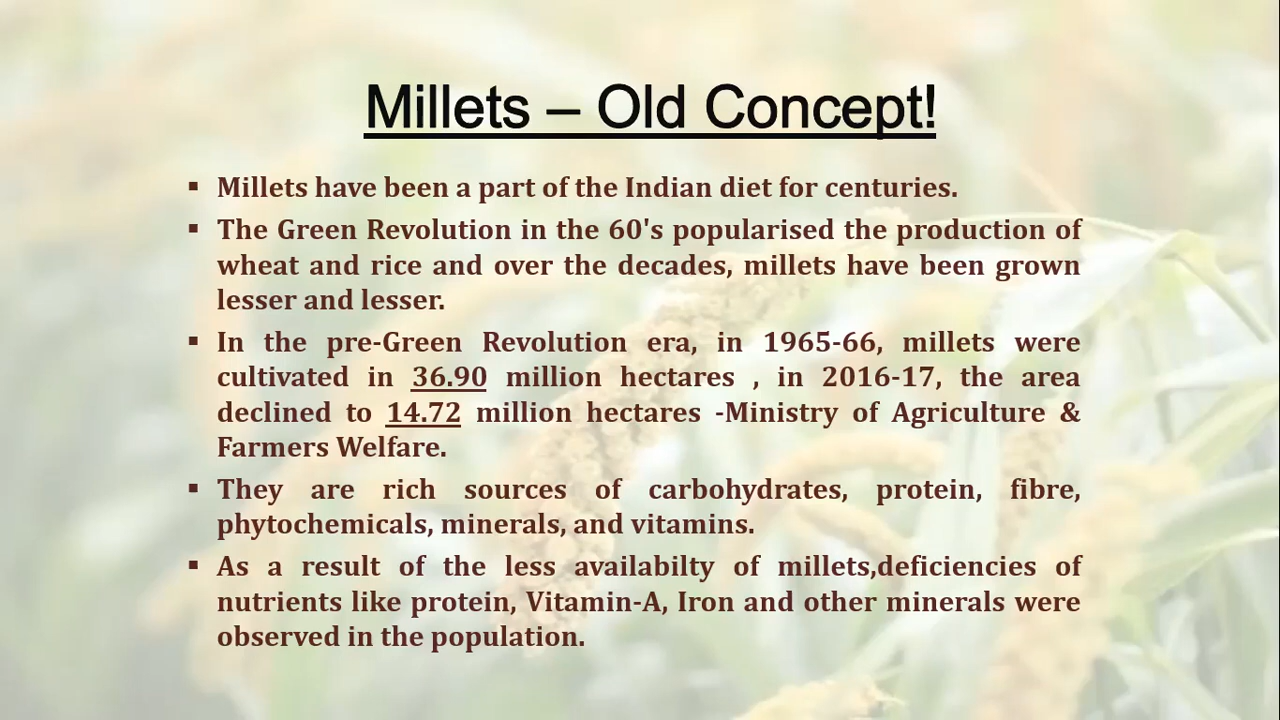 Millets – Old Concept!
▪ Millets have been a part of the Indian diet for centuries.
▪ The Green Revolution in the 60's popularised the production of
wheat and rice and over the decades, millets have been grown
lesser and lesser.
▪ In the pre-Green Revolution era, in 1965-66, millets were
cultivated in 36.90 million hectares , in 2016-17, the area
declined to 14.72 million hectares -Ministry of Agriculture &
Farmers Welfare.
▪ They are rich sources of carbohydrates, protein, fibre,
phytochemicals, minerals, and vitamins.
▪ As a result of the less availabilty of millets,deficiencies of
nutrients like protein, Vitamin-A, Iron and other minerals were
observed in the population.